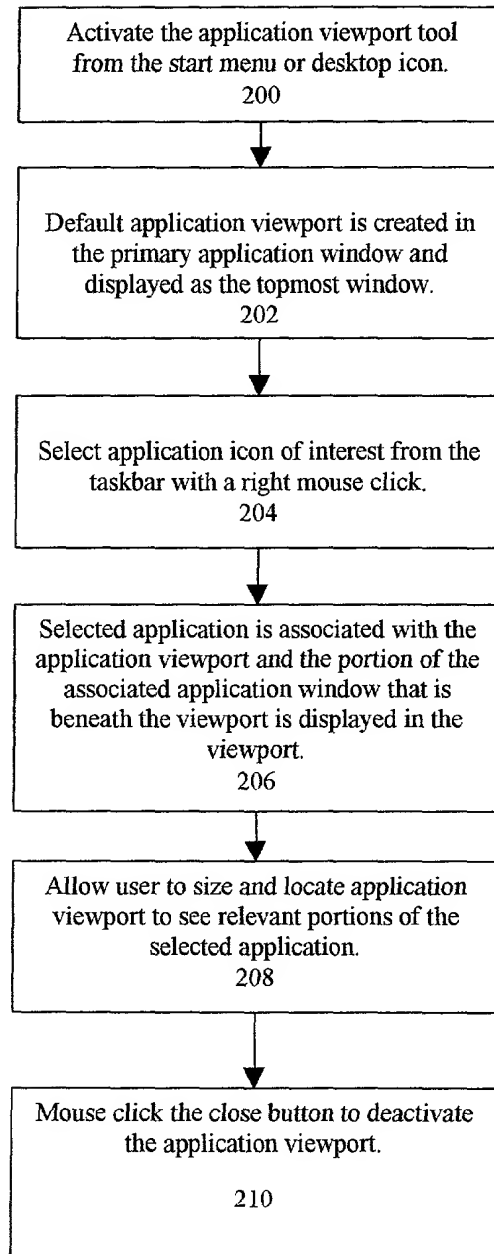 Activate the application viewport tool
from the start menu or desktop icon.
200
Default application viewport is created in
the primary application window and
displayed as the topmost window.
202
Select application icon of interest from the
taskbar with a right mouse click.
204
Selected application is associated with the
application viewport and the portion of the
associated application window that is
beneath the viewport is displayed in the
viewport.
206
Allow user to size and locate application
viewport to see relevant portions of the
selected application.
208
Mouse click the close button to deactivate
the application viewport.
210